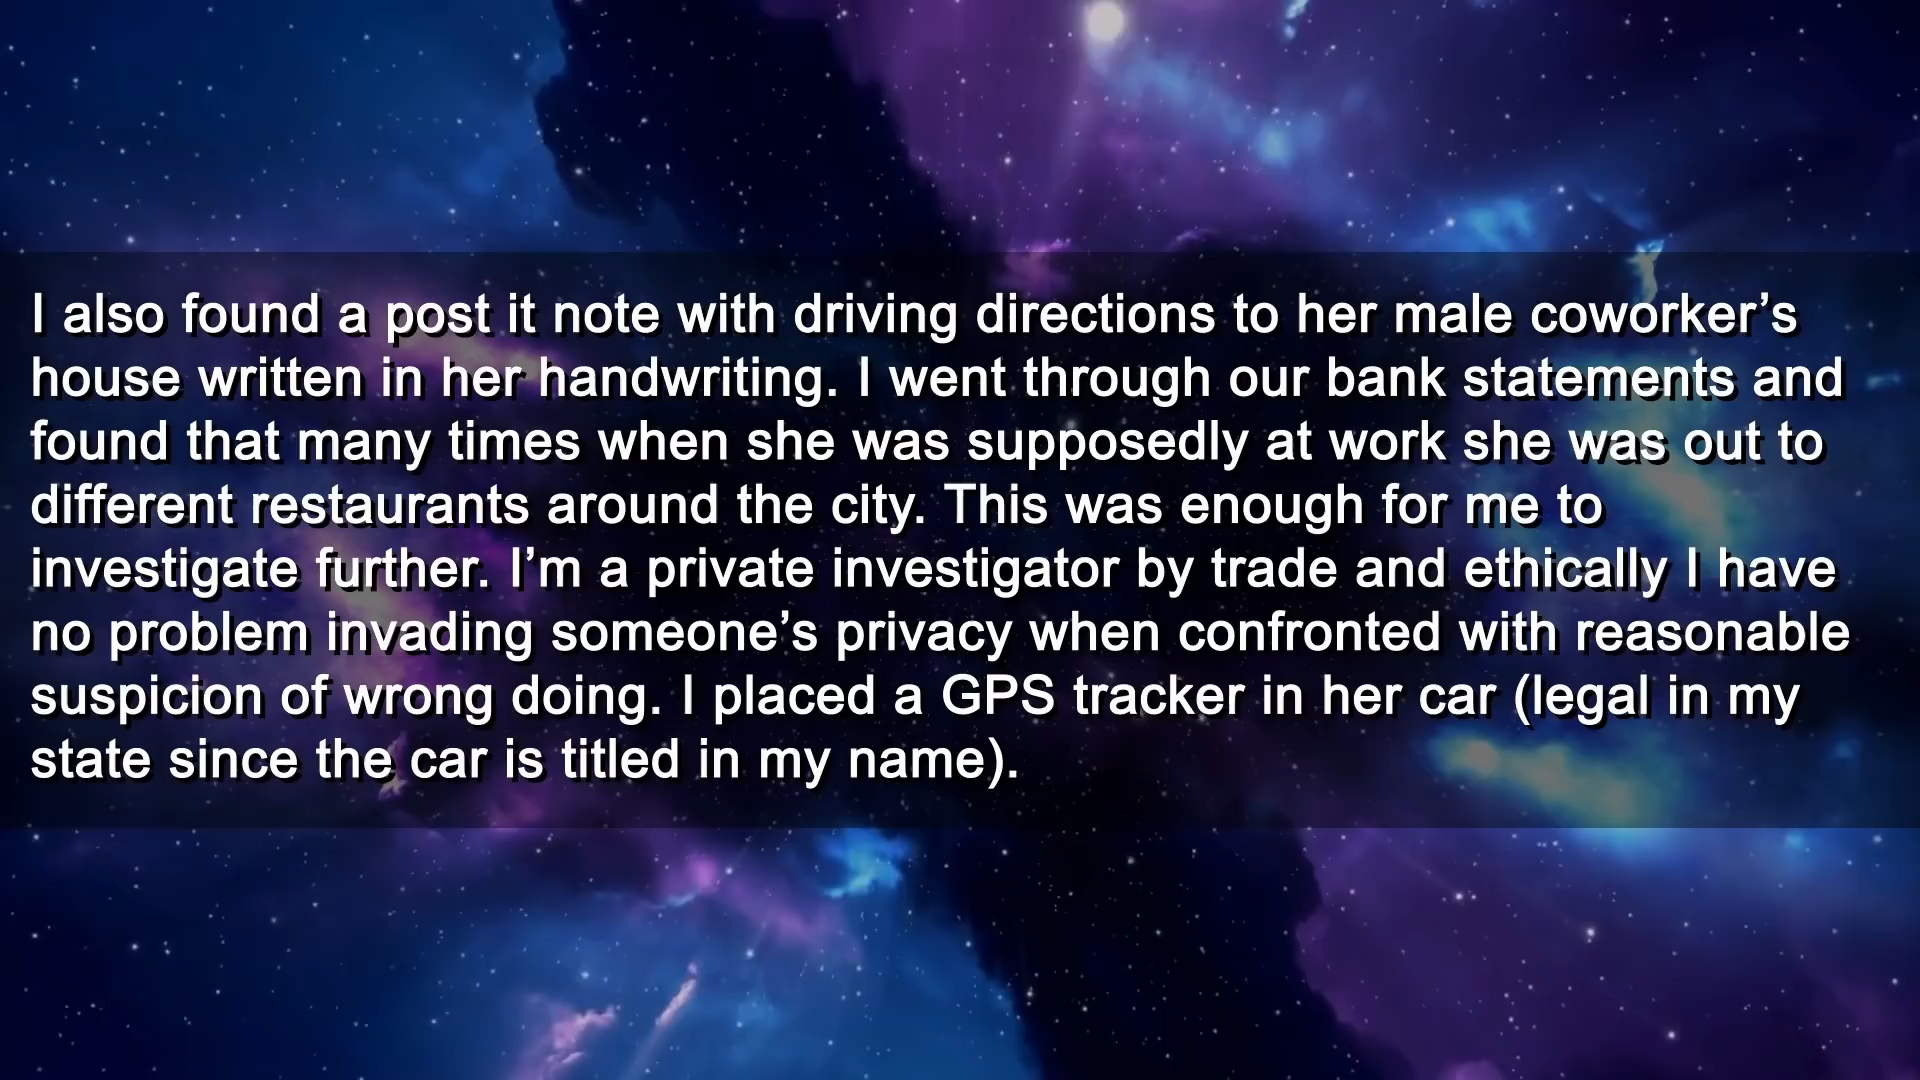 I also found a post it note with driving directions to her male coworker’s
house written in her handwriting. I went through our bank statements and
found that many times when she was supposedly at work she was out to
different restaurants around the city. This was enough for me to
investigate further. I’m a private investigator by trade and ethically I have
no problem invading someone’s privacy when confronted with reasonable
suspicion of wrong doing. I placed a GPS tracker in her car (legal in my
state since the car is titled in my name).